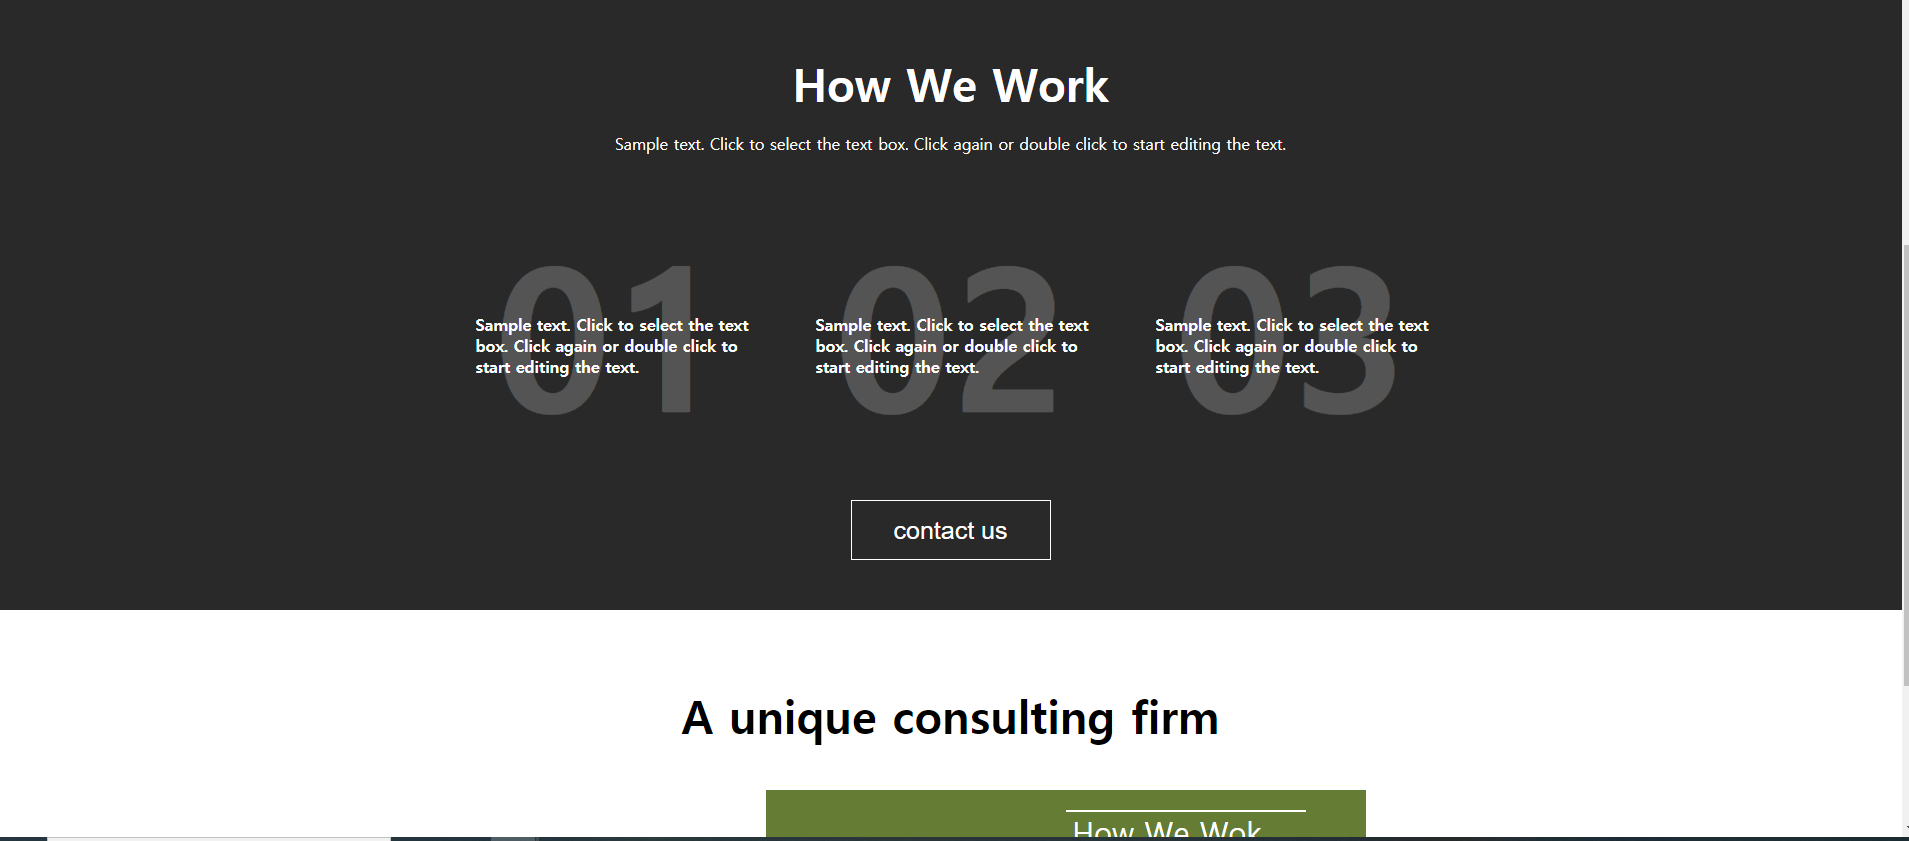 How We Work
Sample text. Click to select the text box. Click again or double click to start editing the text.
01
Sample text. Click to select the text
box. Click again or double click to
start editing the text.
02
Sample text. Click to select the text
box. Click again or double click to
start editing the text.
03
Sample text. Click to select the text
box. Click again or double click to
start editing the text.
contact us
A unique consulting firm
How We Wok